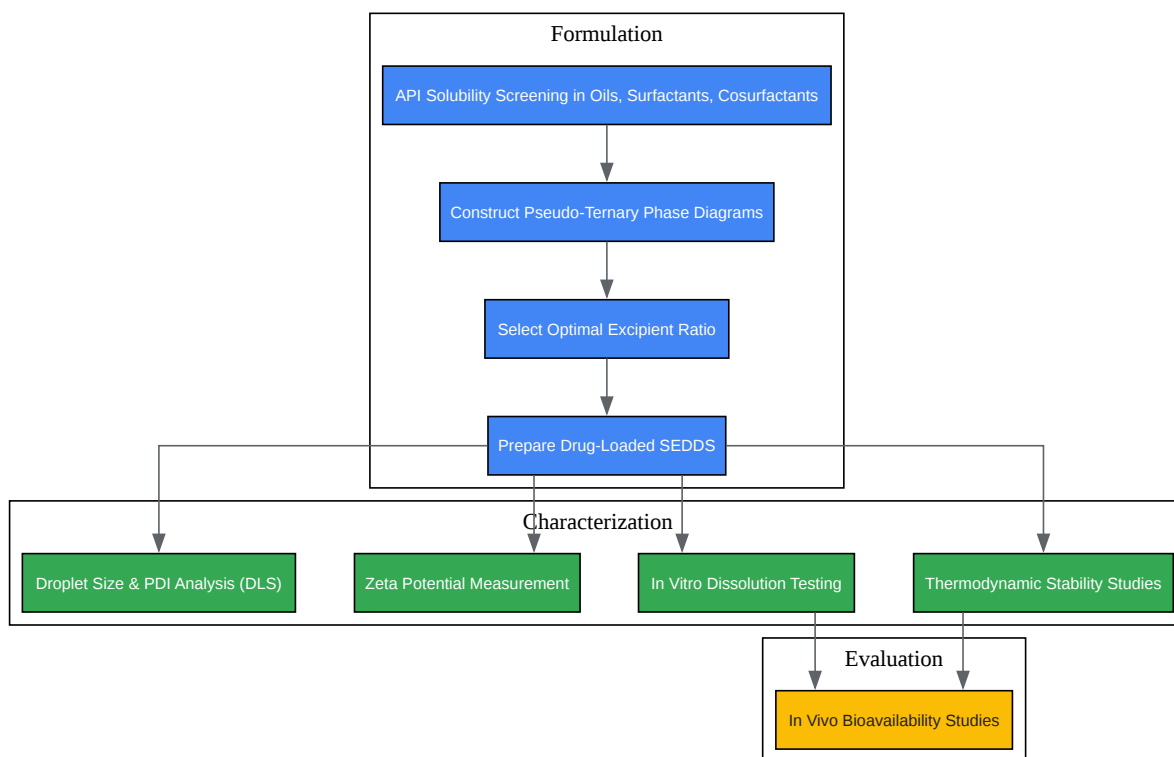 Formulation
API Solubility Screening in Oils, Surfactants, Cosurfactants
Construct Pseudo-Ternary Phase Diagrams
Select Optimal Excipient Ratio
Prepare Drug-Loaded SEDDS
Characterization
Droplet Size & PDI Analysis (DLS)
Zeta Potential Measurement
In Vitro Dissolution Testing
Thermodynamic Stability Studies
Evaluation
In Vivo Bioavailability Studies